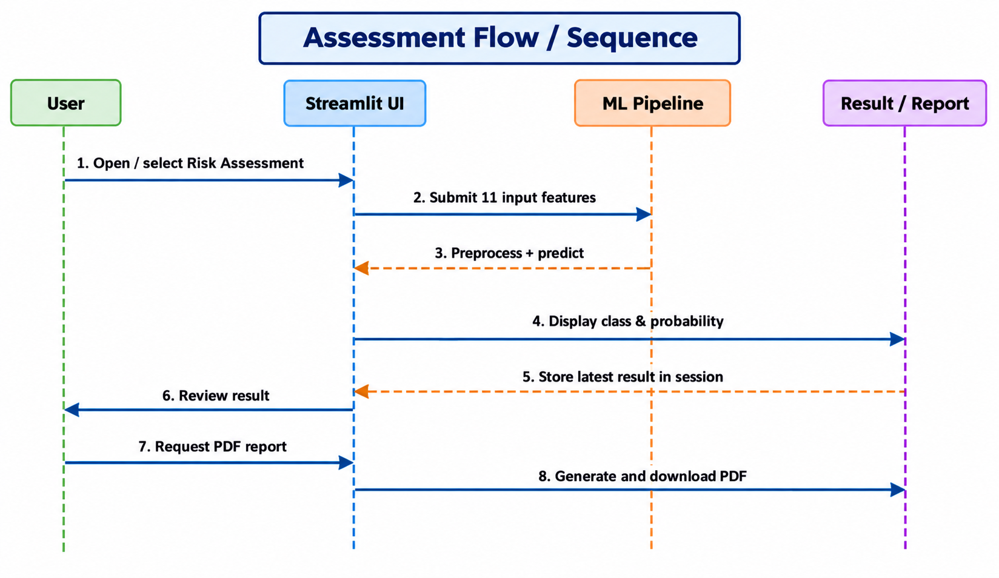 Assessment Flow / Sequence
User
Streamlit UI
ML Pipeline
Result / Report
1. Open / select Risk Assessment
2. Submit 11 input features
3. Preprocess + predict
4. Display class & probability
5. Store latest result in session
6. Review result
7. Request PDF report
8. Generate and download PDF